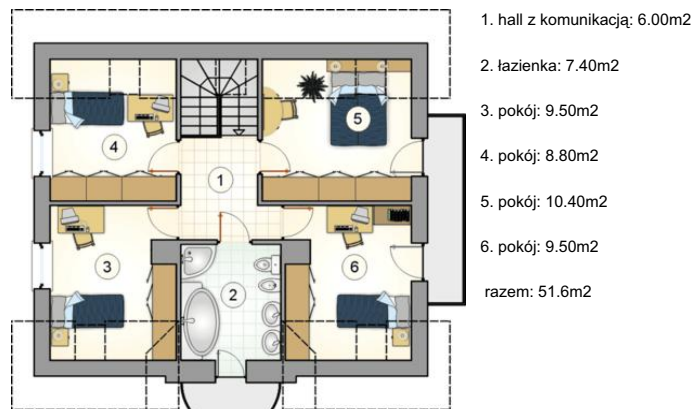 1. hall z komunikacją: 6.00m2
2. łazienka: 7.40m2
3. pokój: 9.50m2
4. pokój: 8.80m2
5. pokój: 10.40m2
6. pokój: 9.50m2
razem: 51.6m2
4
5
1
3
2
6